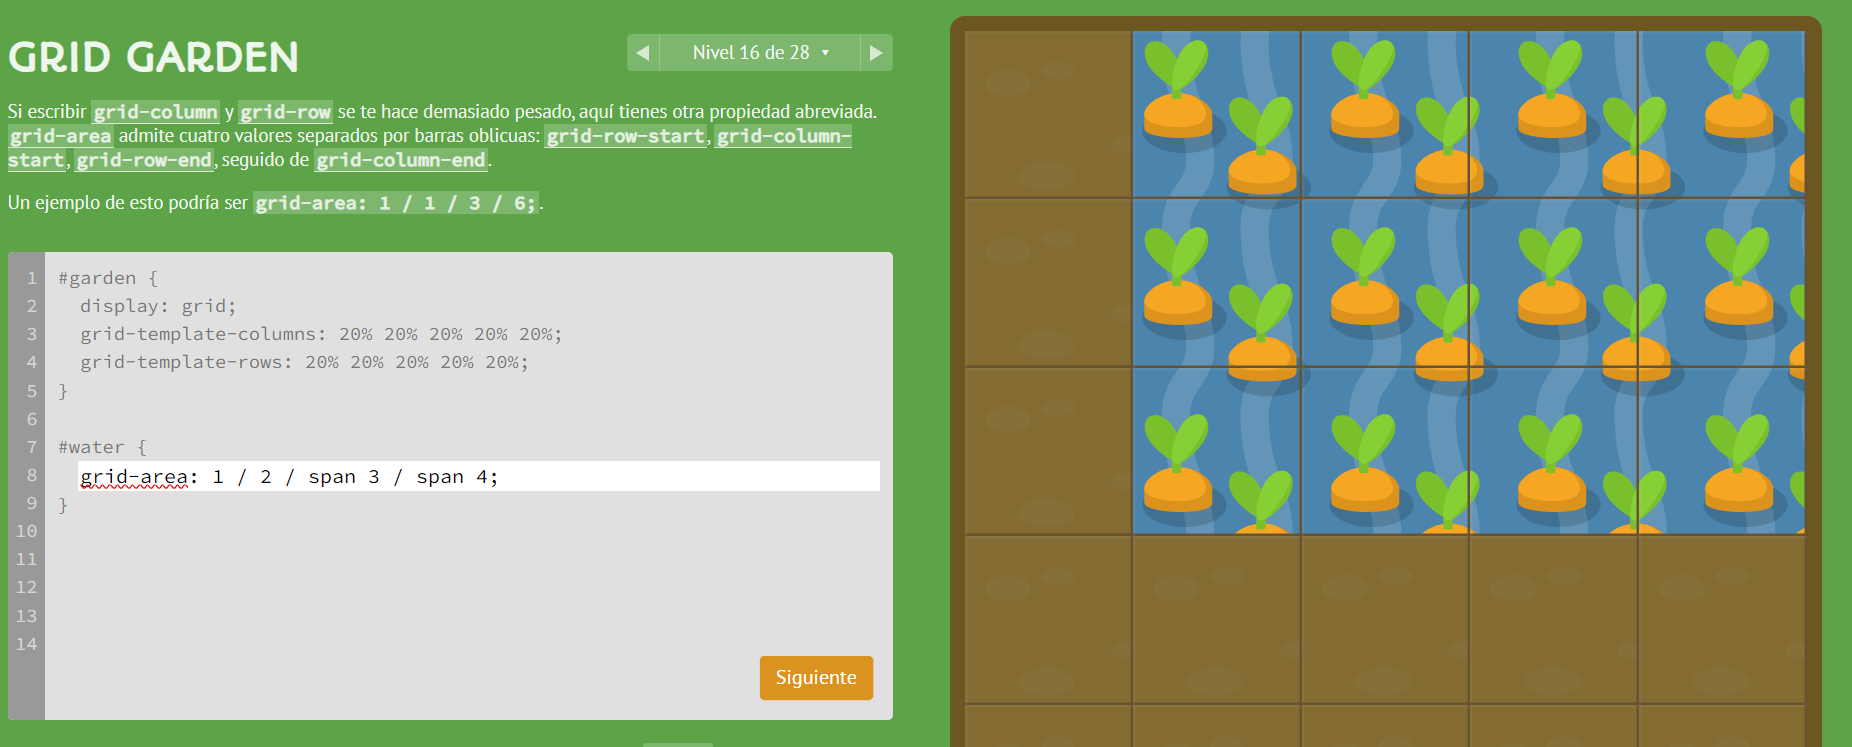 GRID GARDEN
Nivel 16 de 28
Si escribir grid-column y grid-row se te hace demasiado pesado, aquí tienes otra propiedad abreviada.
grid-area admite cuatro valores separados por barras oblicuas: grid-row-start, grid-column-
start, grid-row-end, seguido de grid-column-end.
Un ejemplo de esto podría ser grid-area: 1 / 1 / 3 / 6;.
1 #garden {
2 display: grid;
3 grid-template-columns: 20% 20% 20% 20% 20%;
4 grid-template-rows: 20% 20% 20% 20% 20%;
5 }
6
7 #water {
8 grid-area: 1 / 2 / span 3 / span 4;
9 }
10
11
12
13
14
Siguiente